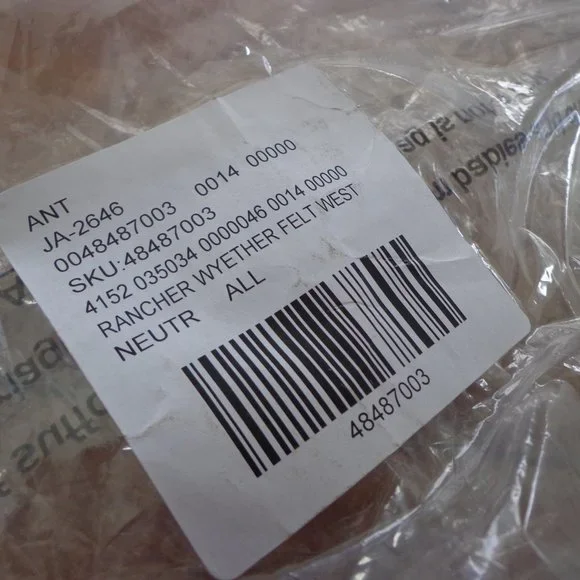 ANT
JA-2646
0048487003 0014 00000
SKU:48487003
4152 035034 0000046 0014 00000
RANCHER WYETHER FELT WEST
NEUTR ALL
48487003